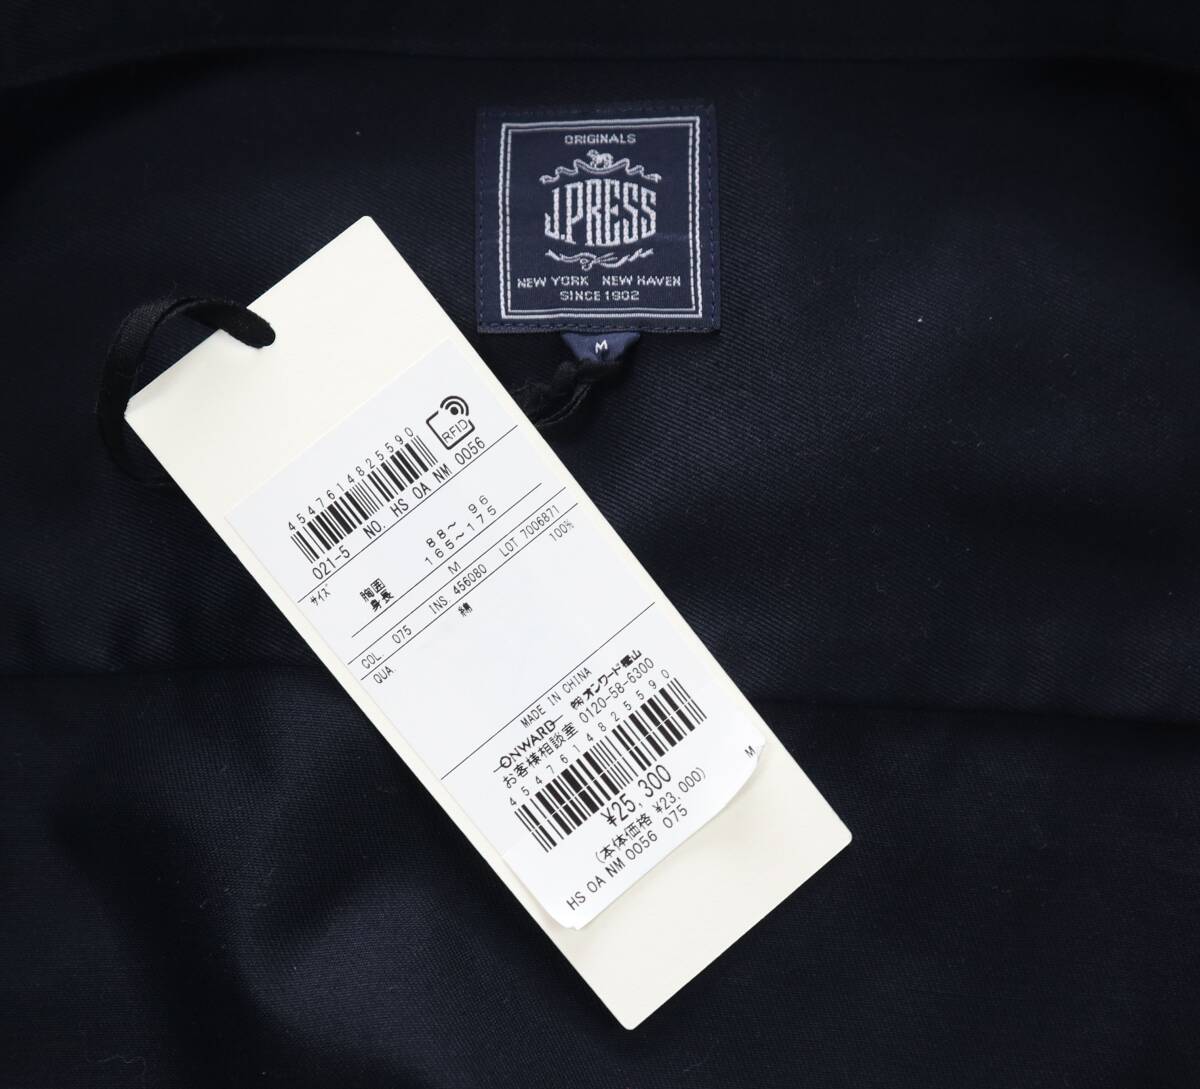 ORIGINALS
J.PRESS
NEW YORK NEW HAVEN
SINCE 1902
M
RFID
4547614825590
021-5 NO. HS OA NM 0056
サイズ
胸囲 88~ 96
身長 165~175
M
COL. 075 INS. 456080 LOT 7006871
QUA. 綿 100%
MADE IN CHINA
ONWARD ㈱オンワード樫山
お客様相談室 0120-58-6300
4547614825590
¥25,300
(本体価格 ¥23,000)
HS OA NM 0056 075
M